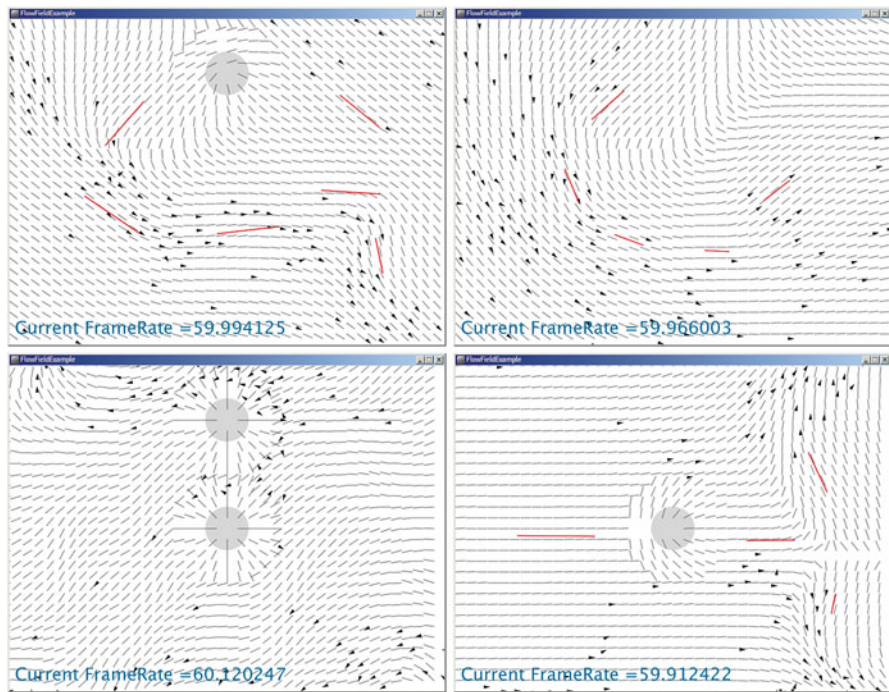 FlowFieldExample
FlowFieldExample
Current FrameRate =59.994125
Current FrameRate =59.966003
FlowFieldExample
FlowFieldExample
Current FrameRate =60.120247
Current FrameRate =59.912422